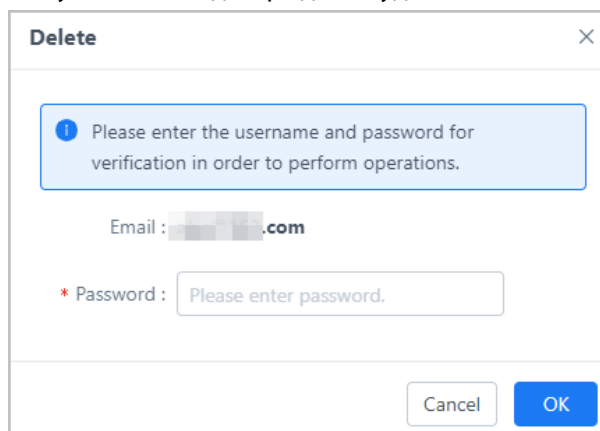 Delete
Please enter the username and password for
verification in order to perform operations.
Email : .com
* Password : Please enter password.
Cancel OK